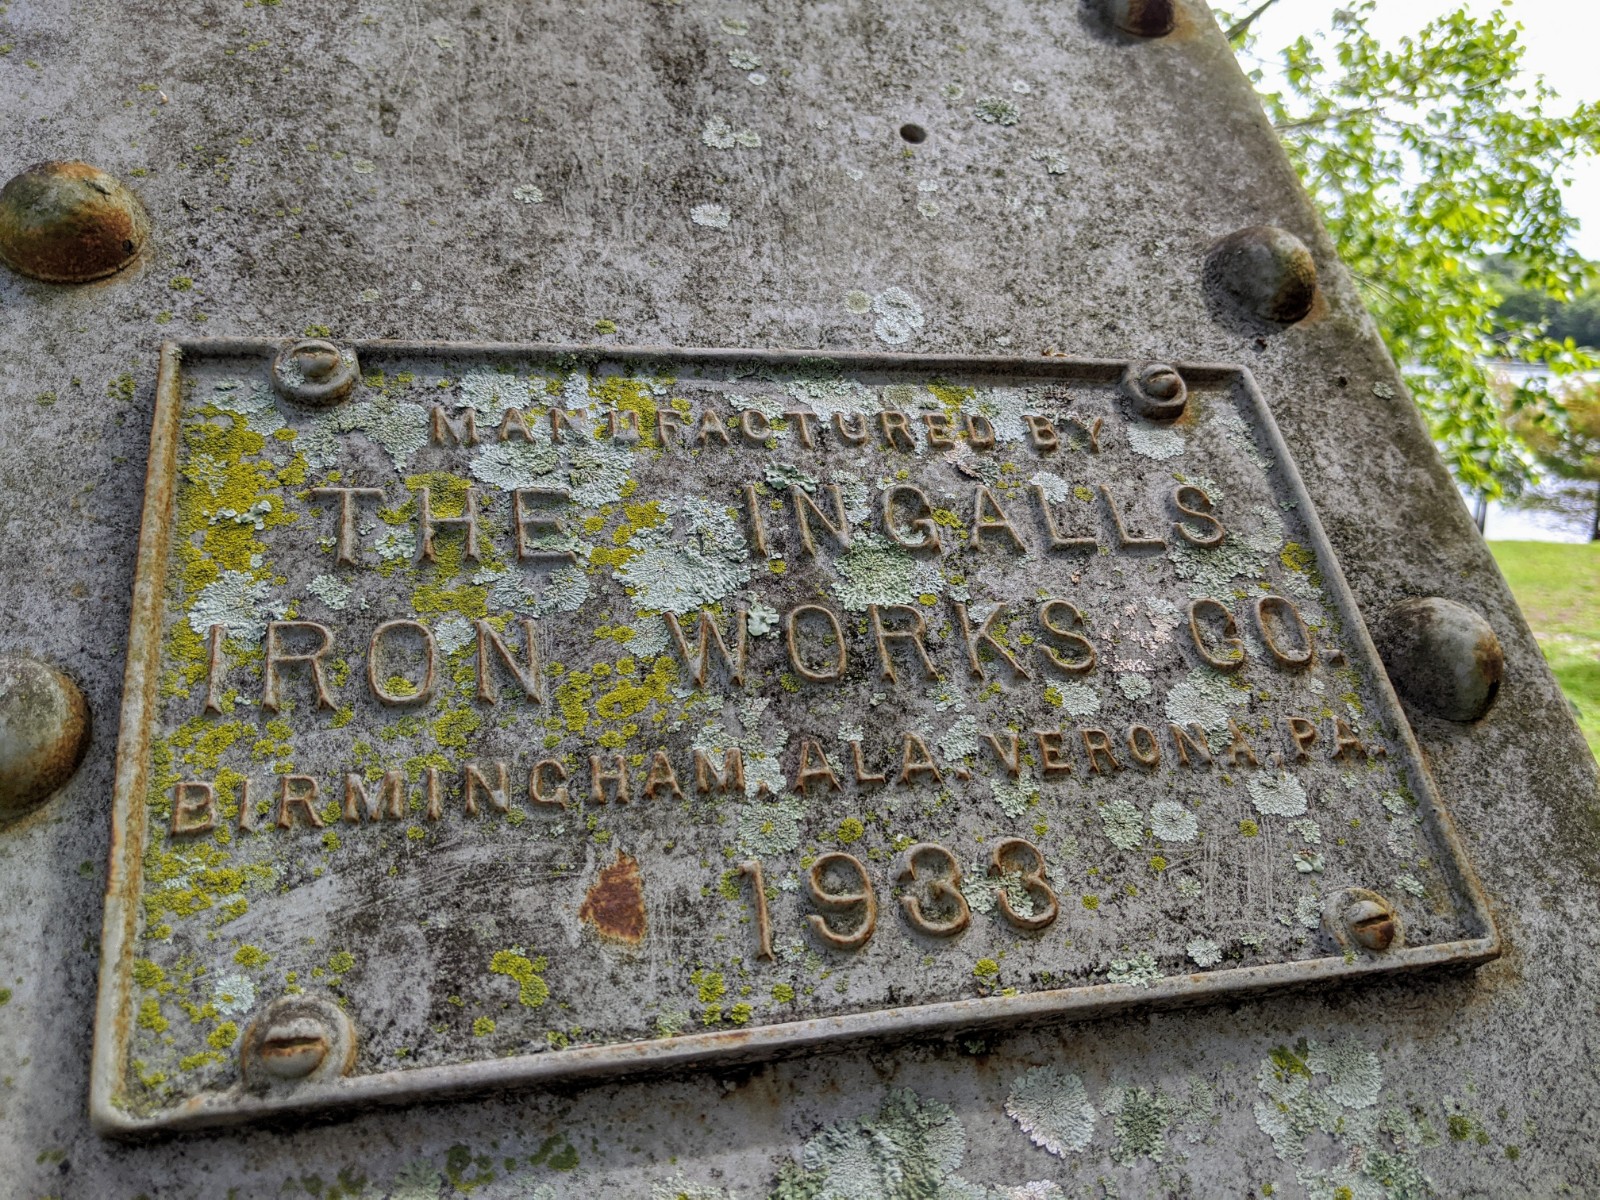 MANUFACTURED BY
THE INGALLS
IRON WORKS CO.
BIRMINGHAM, ALA. VERONA, PA.
1933